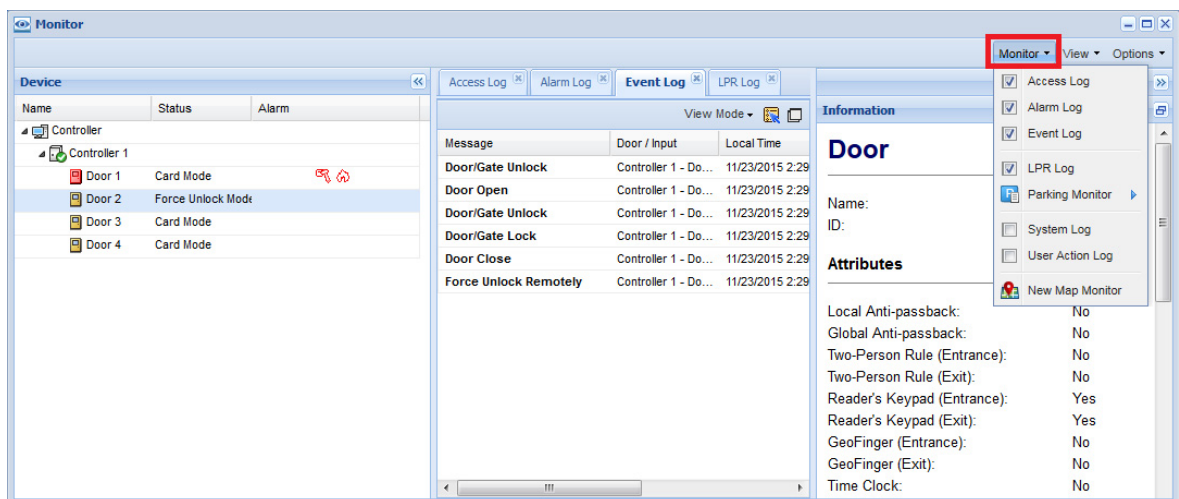 Monitor
Monitor View Options
Device
Name Status Alarm
Controller
Controller 1
Door 1 Card Mode
Door 2 Force Unlock Mode
Door 3 Card Mode
Door 4 Card Mode
Access Log Alarm Log Event Log LPR Log
View Mode
Message Door / Input Local Time
Door/Gate Unlock Controller 1 - Do... 11/23/2015 2:29
Door Open Controller 1 - Do... 11/23/2015 2:29
Door/Gate Unlock Controller 1 - Do... 11/23/2015 2:29
Door/Gate Lock Controller 1 - Do... 11/23/2015 2:29
Door Close Controller 1 - Do... 11/23/2015 2:29
Force Unlock Remotely Controller 1 - Do... 11/23/2015 2:29
Information
Door
Name:
ID:
Attributes
Local Anti-passback: No
Global Anti-passback: No
Two-Person Rule (Entrance): No
Two-Person Rule (Exit): No
Reader's Keypad (Entrance): Yes
Reader's Keypad (Exit): Yes
GeoFinger (Entrance): No
GeoFinger (Exit): No
Time Clock: No
Access Log
Alarm Log
Event Log
LPR Log
Parking Monitor
System Log
User Action Log
New Map Monitor